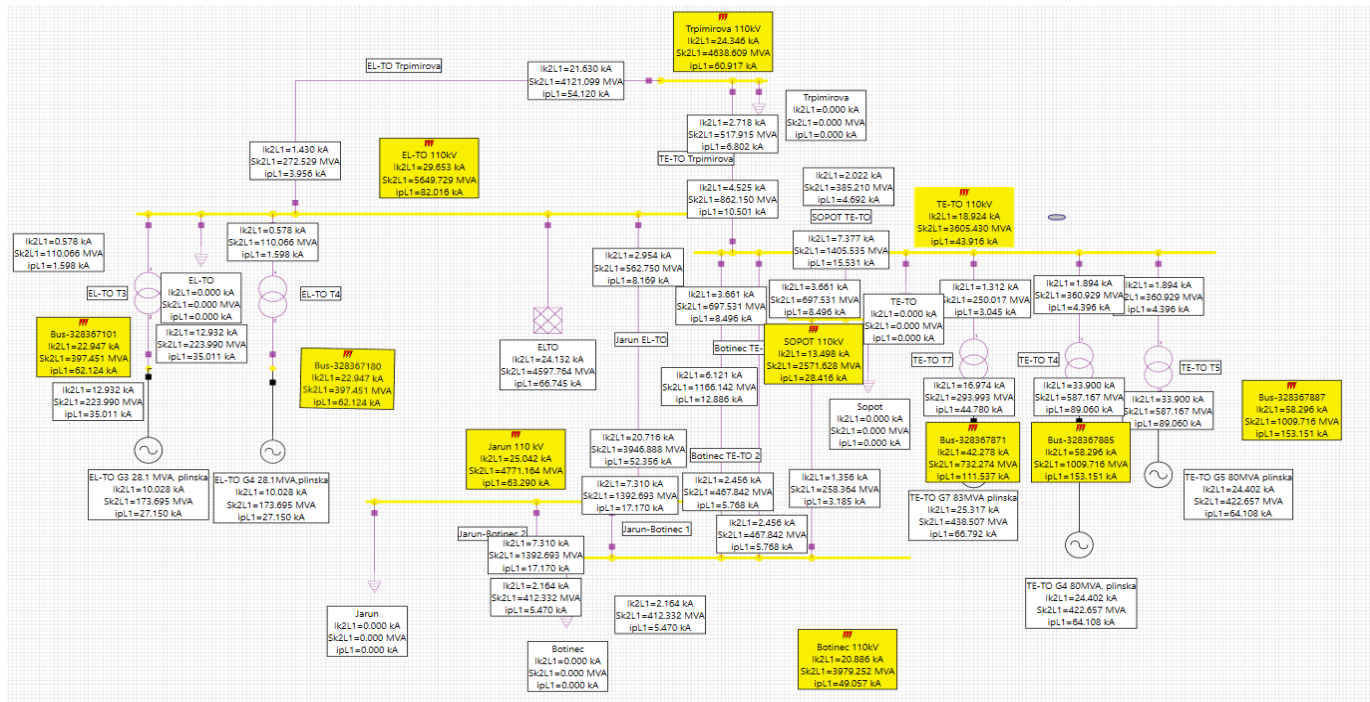 Trpimirova 110kV
Ik2L1=24.346 kA
Sk2L1=4638.609 MVA
ipL1=60.917 kA
EL-TO Trpimirova
Ik2L1=21.630 kA
Sk2L1=4121.099 MVA
ipL1=54.120 kA
Trpimirova
Ik2L1=0.000 kA
Sk2L1=0.000 MVA
ipL1=0.000 kA
Ik2L1=2.718 kA
Sk2L1=517.915 MVA
ipL1=6.802 kA
Ik2L1=1.430 kA
Sk2L1=272.529 MVA
ipL1=3.956 kA
EL-TO 110kV
Ik2L1=29.653 kA
Sk2L1=5649.729 MVA
ipL1=82.016 kA
TE-TO Trpimirova
Ik2L1=4.525 kA
Sk2L1=862.150 MVA
ipL1=10.501 kA
Ik2L1=2.022 kA
Sk2L1=385.210 MVA
ipL1=4.692 kA
SOPOT TE-TO
TE-TO 110kV
Ik2L1=18.924 kA
Sk2L1=3605.430 MVA
ipL1=43.916 kA
Ik2L1=0.578 kA
Sk2L1=110.066 MVA
ipL1=1.598 kA
Ik2L1=0.578 kA
Sk2L1=110.066 MVA
ipL1=1.598 kA
Ik2L1=2.954 kA
Sk2L1=562.750 MVA
ipL1=8.169 kA
Ik2L1=7.377 kA
Sk2L1=1405.535 MVA
ipL1=15.531 kA
EL-TO T3
EL-TO
Ik2L1=0.000 kA
Sk2L1=0.000 MVA
ipL1=0.000 kA
EL-TO T4
Ik2L1=3.661 kA
Sk2L1=697.531 MVA
ipL1=8.496 kA
Ik2L1=3.661 kA
Sk2L1=697.531 MVA
ipL1=8.496 kA
TE-TO
Ik2L1=0.000 kA
Sk2L1=0.000 MVA
ipL1=0.000 kA
Ik2L1=1.312 kA
Sk2L1=250.017 MVA
ipL1=3.045 kA
Ik2L1=1.894 kA
Sk2L1=360.929 MVA
ipL1=4.396 kA
Ik2L1=1.894 kA
Sk2L1=360.929 MVA
ipL1=4.396 kA
Bus-328367101
Ik2L1=22.947 kA
Sk2L1=397.451 MVA
ipL1=62.124 kA
Ik2L1=12.932 kA
Sk2L1=223.990 MVA
ipL1=35.011 kA
ELTO
Ik2L1=24.132 kA
Sk2L1=4597.764 MVA
ipL1=66.745 kA
Jarun EL-TO
Botinec TE-
SOPOT 110kV
Ik2L1=13.498 kA
Sk2L1=2571.628 MVA
ipL1=28.416 kA
TE-TO T7
TE-TO T4
TE-TO T5
Ik2L1=12.932 kA
Sk2L1=223.990 MVA
ipL1=35.011 kA
Bus-328367180
Ik2L1=22.947 kA
Sk2L1=397.451 MVA
ipL1=62.124 kA
Ik2L1=6.121 kA
Sk2L1=1166.142 MVA
ipL1=12.886 kA
Ik2L1=16.974 kA
Sk2L1=293.993 MVA
ipL1=44.780 kA
Ik2L1=33.900 kA
Sk2L1=587.167 MVA
ipL1=89.060 kA
Ik2L1=33.900 kA
Sk2L1=587.167 MVA
ipL1=89.060 kA
Bus-328367887
Ik2L1=58.296 kA
Sk2L1=1009.716 MVA
ipL1=153.151 kA
Sopot
Ik2L1=0.000 kA
Sk2L1=0.000 MVA
ipL1=0.000 kA
Jarun 110 kV
Ik2L1=25.042 kA
Sk2L1=4771.164 MVA
ipL1=63.290 kA
Ik2L1=20.716 kA
Sk2L1=3946.888 MVA
ipL1=52.356 kA
Botinec TE-TO 2
Bus-328367871
Ik2L1=42.278 kA
Sk2L1=732.274 MVA
ipL1=111.537 kA
Bus-328367885
Ik2L1=58.296 kA
Sk2L1=1009.716 MVA
ipL1=153.151 kA
EL-TO G3 28.1 MVA, plinska
Ik2L1=10.028 kA
Sk2L1=173.695 MVA
ipL1=27.150 kA
EL-TO G4 28.1MVA,plinska
Ik2L1=10.028 kA
Sk2L1=173.695 MVA
ipL1=27.150 kA
Ik2L1=7.310 kA
Sk2L1=1392.693 MVA
ipL1=17.170 kA
Ik2L1=2.456 kA
Sk2L1=467.842 MVA
ipL1=5.768 kA
Ik2L1=1.356 kA
Sk2L1=258.364 MVA
ipL1=3.185 kA
TE-TO G7 83MVA plinska
Ik2L1=25.317 kA
Sk2L1=438.507 MVA
ipL1=66.792 kA
TE-TO G5 80MVA plinska
Ik2L1=24.402 kA
Sk2L1=422.657 MVA
ipL1=64.108 kA
Jarun-Botinec 2
Jarun-Botinec 1
Ik2L1=2.456 kA
Sk2L1=467.842 MVA
ipL1=5.768 kA
Ik2L1=7.310 kA
Sk2L1=1392.693 MVA
ipL1=17.170 kA
Ik2L1=2.164 kA
Sk2L1=412.332 MVA
ipL1=5.470 kA
Ik2L1=2.164 kA
Sk2L1=412.332 MVA
ipL1=5.470 kA
TE-TO G4 80MVA, plinska
Ik2L1=24.402 kA
Sk2L1=422.657 MVA
ipL1=64.108 kA
Jarun
Ik2L1=0.000 kA
Sk2L1=0.000 MVA
ipL1=0.000 kA
Botinec
Ik2L1=0.000 kA
Sk2L1=0.000 MVA
ipL1=0.000 kA
Botinec 110kV
Ik2L1=20.886 kA
Sk2L1=3979.252 MVA
ipL1=49.057 kA